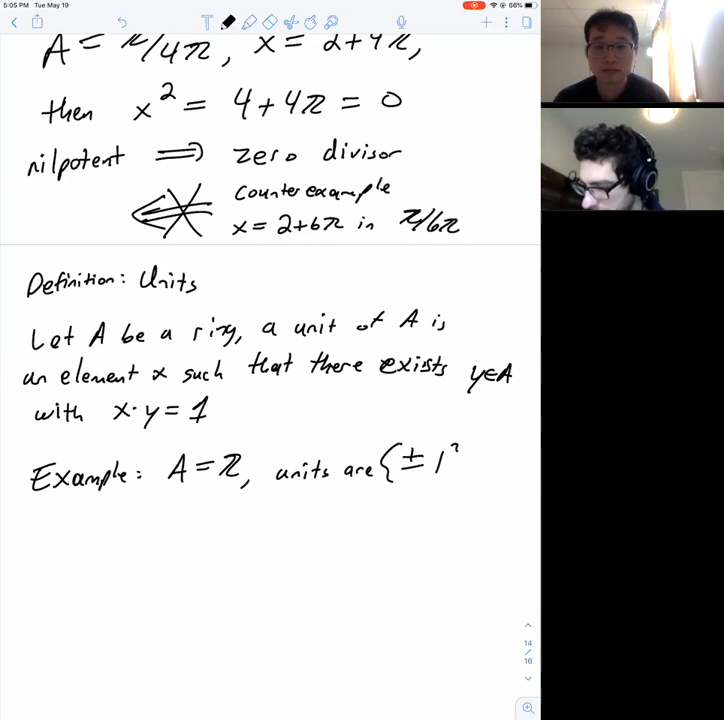 5:05 PM Tue May 19
66%
A = ℤ/4ℤ, x = 2+4ℤ,
then x² = 4+4ℤ = 0
nilpotent ⟹ zero divisor
counterexample
x = 2+6ℤ in ℤ/6ℤ
Definition: Units
Let A be a ring, a unit of A is
an element x such that there exists y∈A
with x·y = 1
Example: A = ℤ, units are {±1
14
/
16